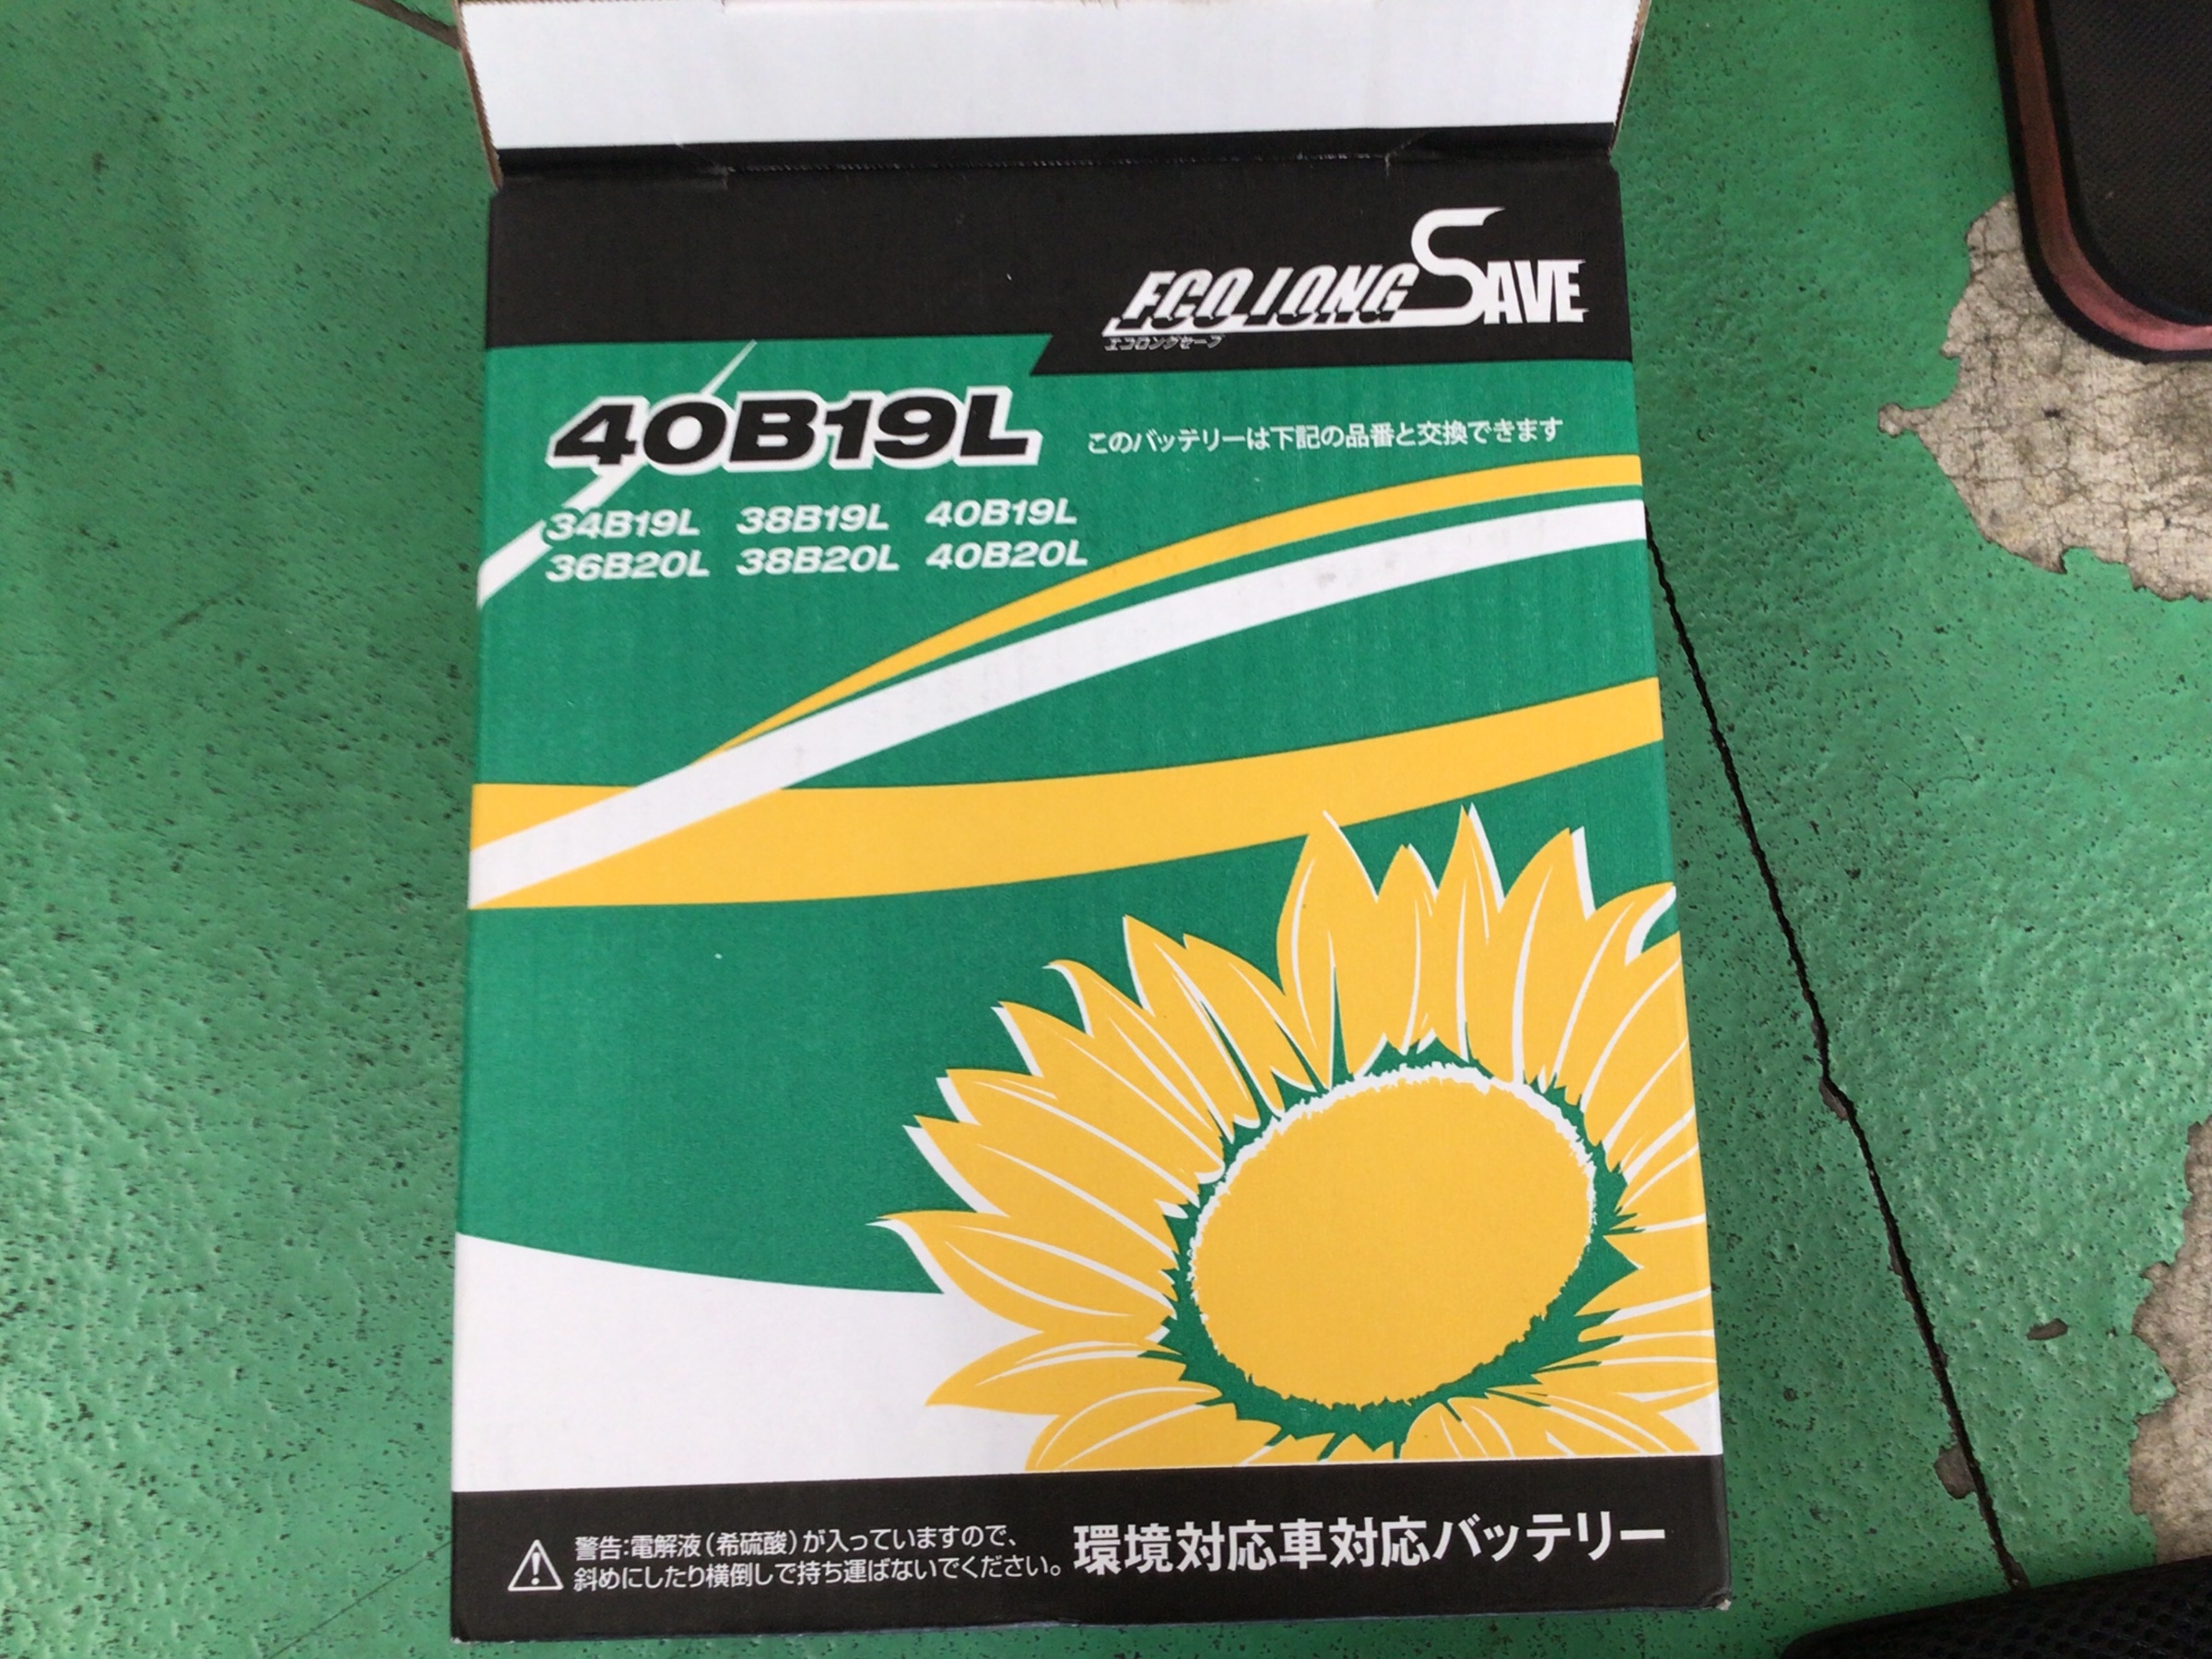 ECO LONG SAVE
エコロングセーブ
40B19L
このバッテリーは下記の品番と交換できます
34B19L 38B19L 40B19L
36B20L 38B20L 40B20L
警告:電解液(希硫酸)が入っていますので、
斜めにしたり横倒しで持ち運ばないでください。
環境対応車対応バッテリー